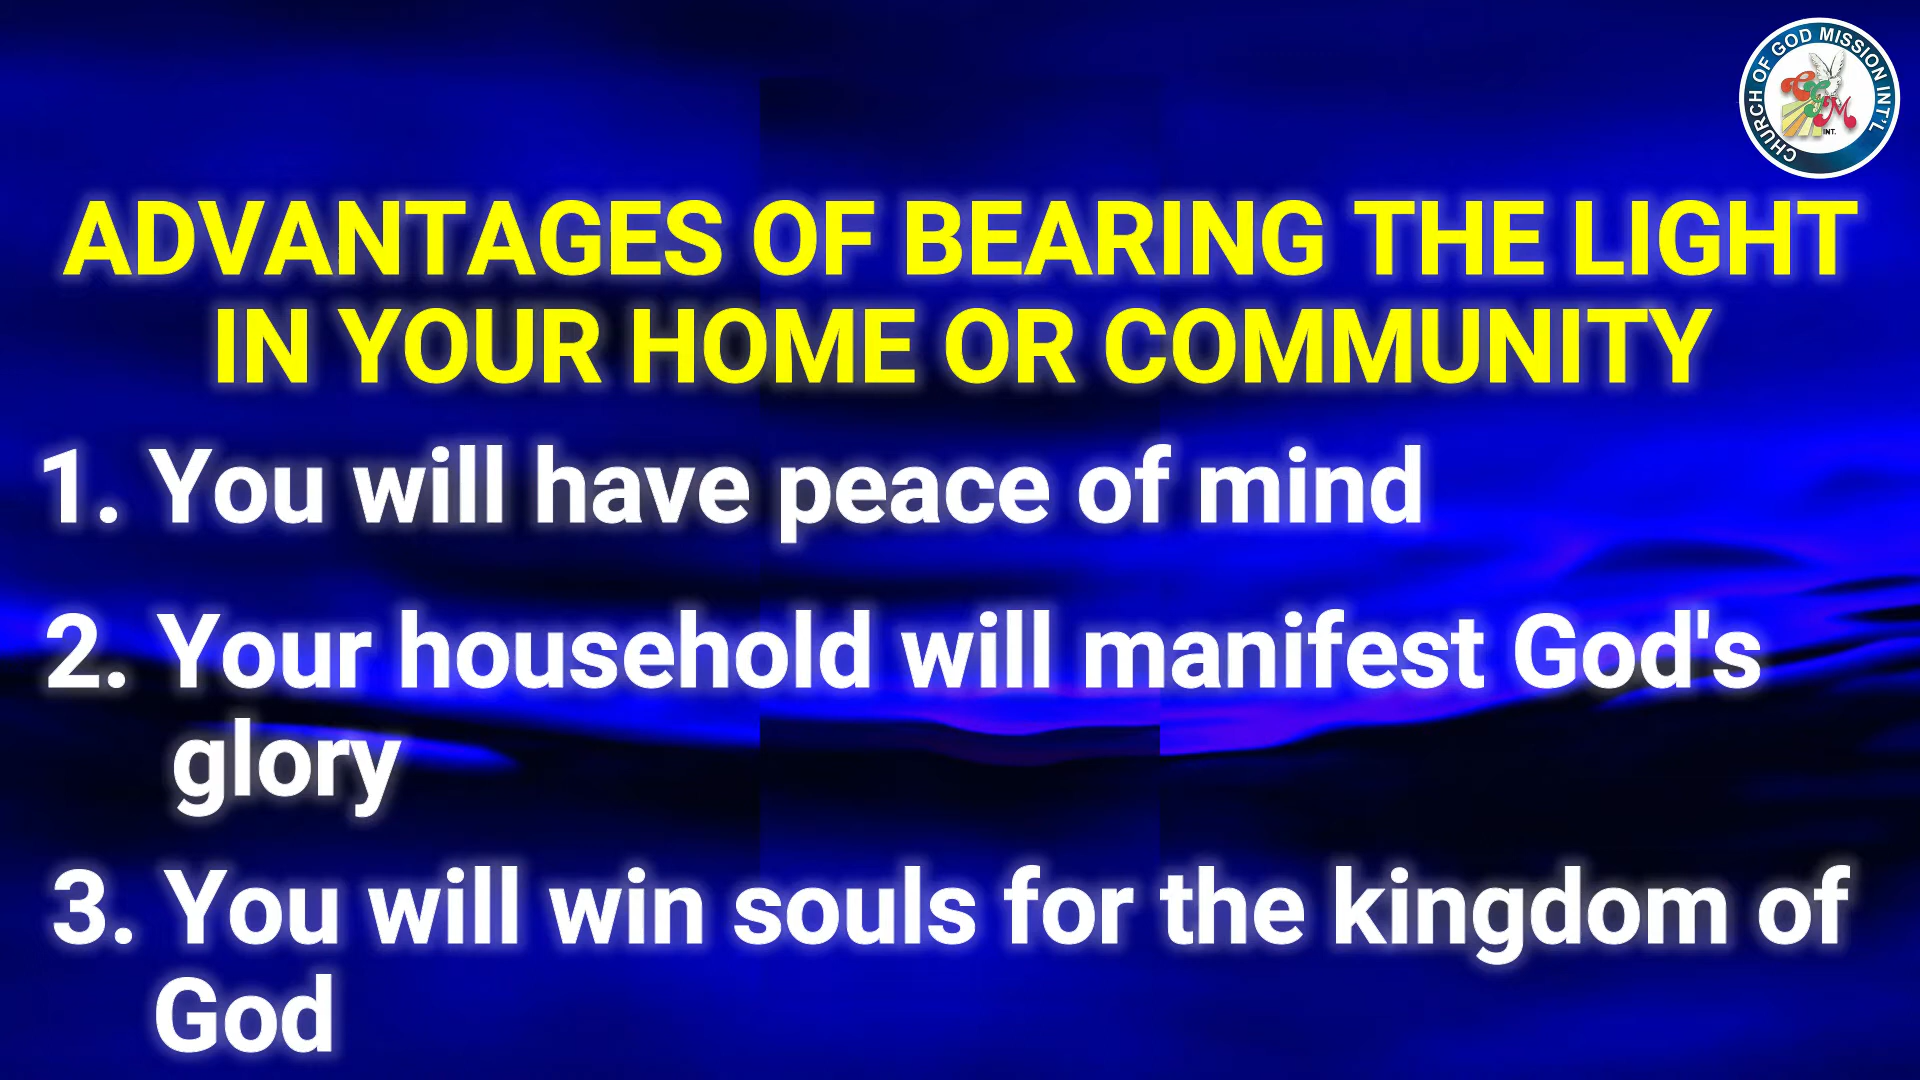 CHURCH OF GOD MISSION INT'L
CGM
INT.
ADVANTAGES OF BEARING THE LIGHT
IN YOUR HOME OR COMMUNITY
1. You will have peace of mind
2. Your household will manifest God's
glory
3. You will win souls for the kingdom of
God